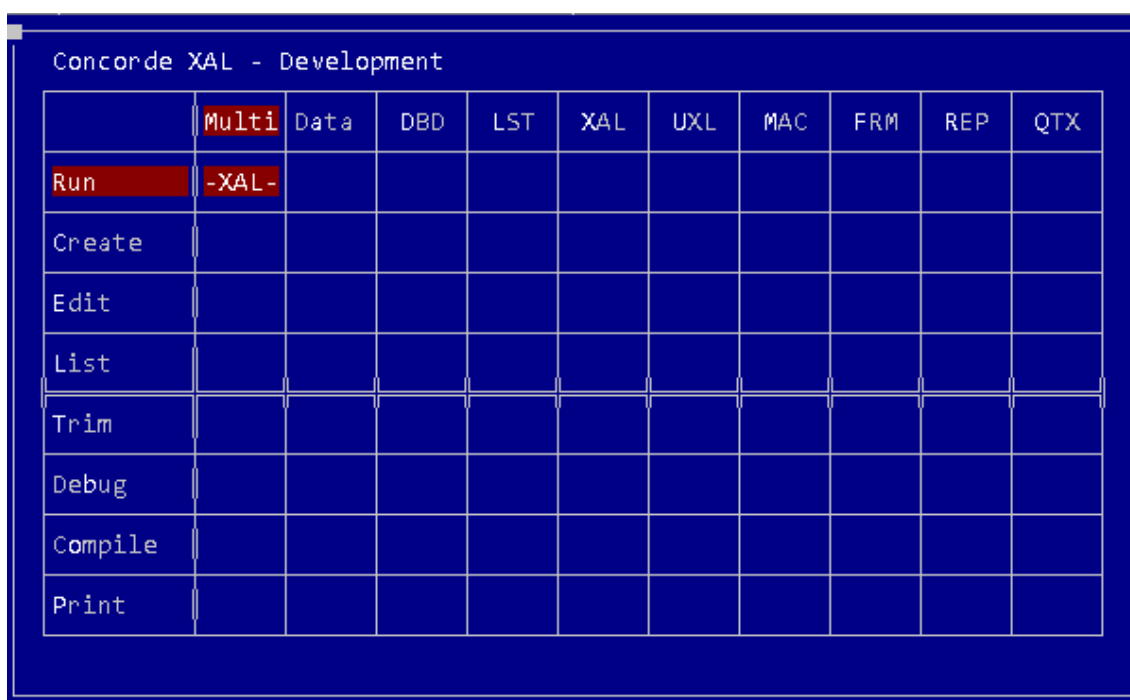 Concorde XAL - Development
Multi Data DBD LST XAL UXL MAC FRM REP QTX
Run -XAL-
Create
Edit
List
Trim
Debug
Compile
Print